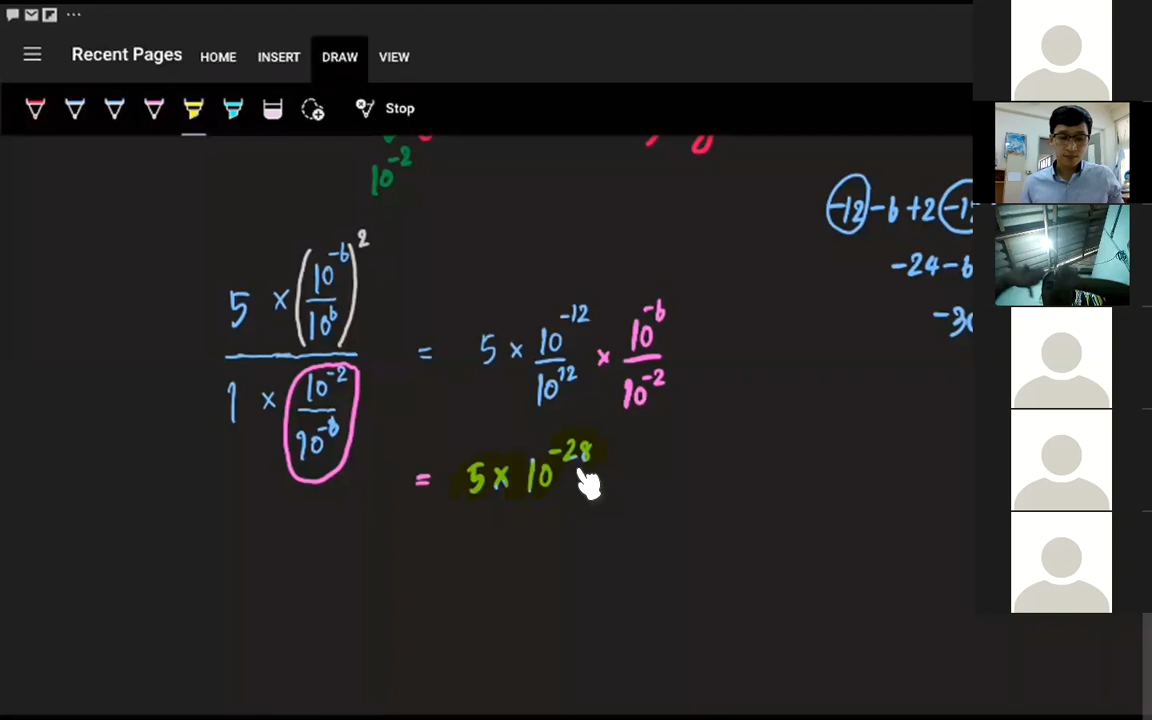 Recent Pages HOME INSERT DRAW VIEW
Stop
10^-2
-12 -6 +2
-24 -6
5 × (10^-6 / 10^6)^2
1 × 10^-2 / 10^-6
= 5 × 10^-12 / 10^12 × 10^-6 / 10^-2
= 5 × 10^-28